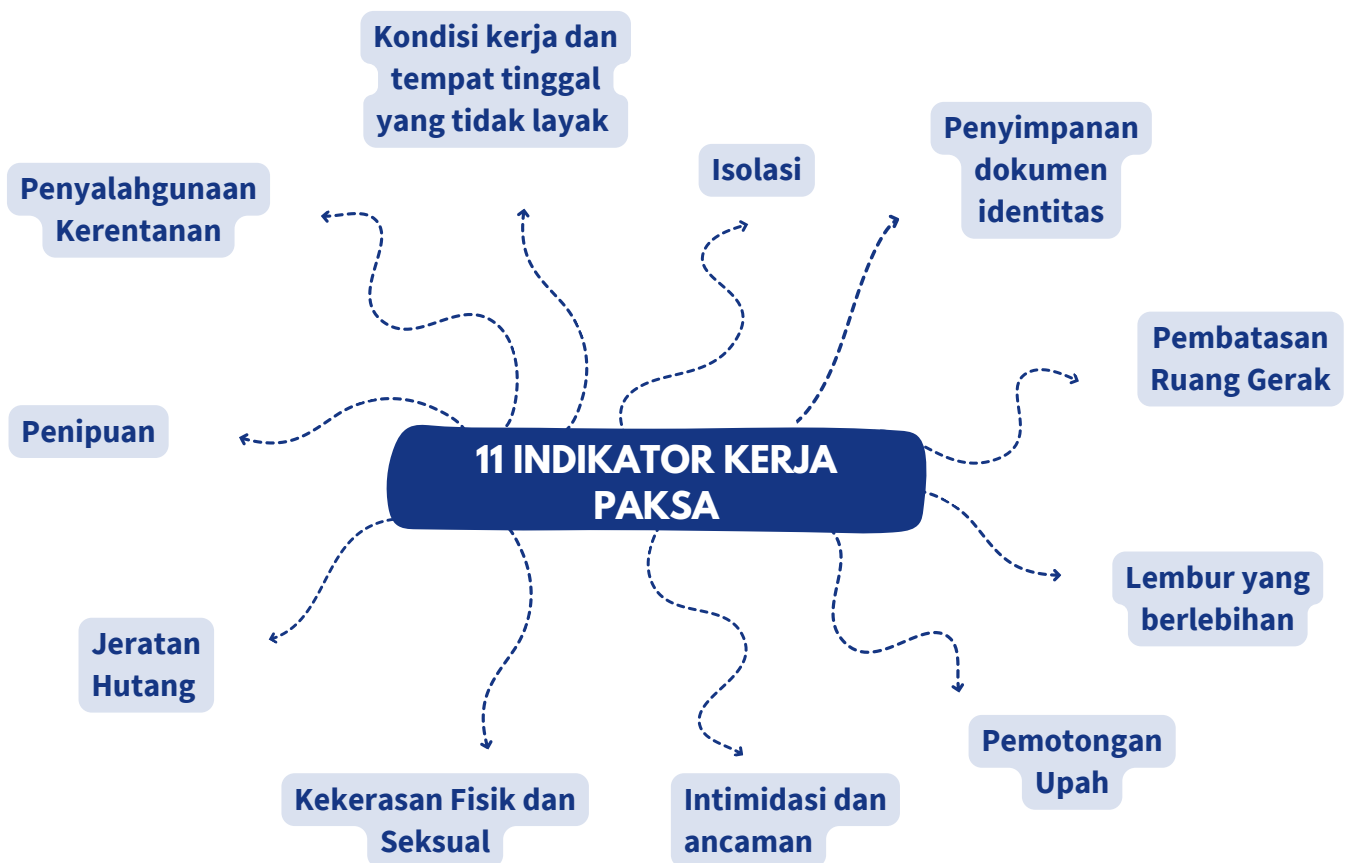 Kondisi kerja dan
tempat tinggal
yang tidak layak
Penyimpanan
dokumen
identitas
Isolasi
Penyalahgunaan
Kerentanan
Pembatasan
Ruang Gerak
Penipuan
11 INDIKATOR KERJA
PAKSA
Lembur yang
berlebihan
Jeratan
Hutang
Pemotongan
Upah
Kekerasan Fisik dan
Seksual
Intimidasi dan
ancaman